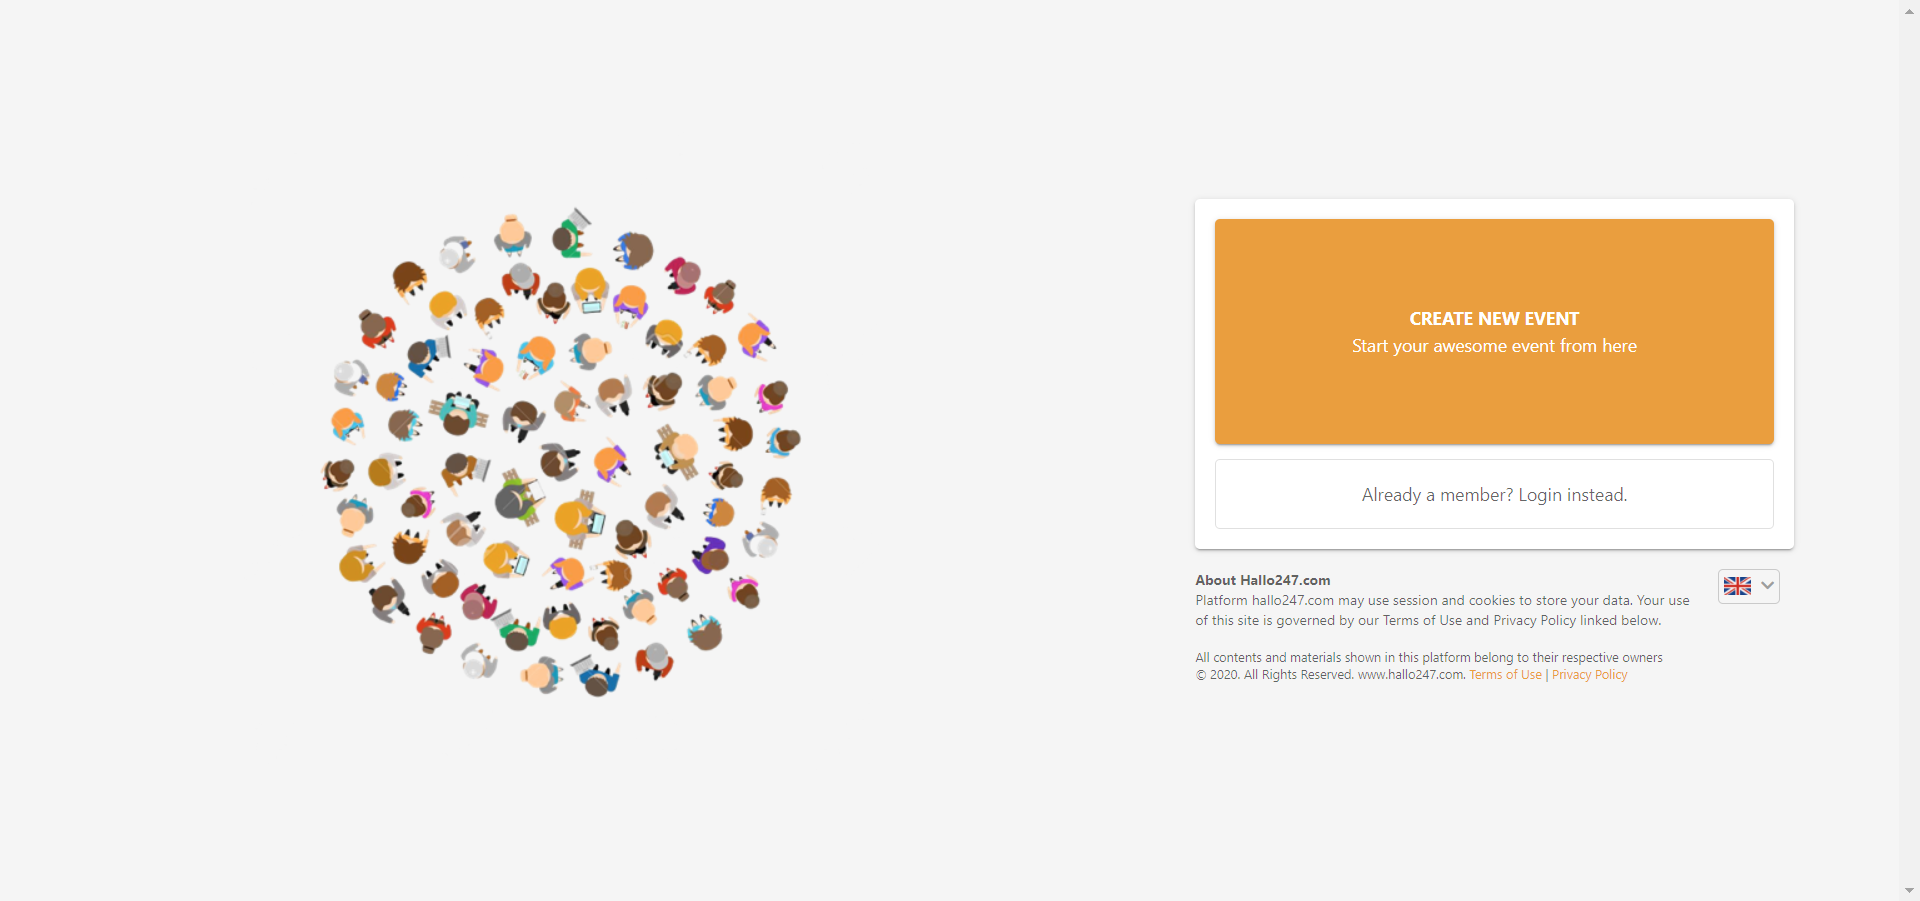 CREATE NEW EVENT
Start your awesome event from here
Already a member? Login instead.
About Hallo247.com
Platform hallo247.com may use session and cookies to store your data. Your use
of this site is governed by our Terms of Use and Privacy Policy linked below.
All contents and materials shown in this platform belong to their respective owners
© 2020. All Rights Reserved. www.hallo247.com. Terms of Use | Privacy Policy